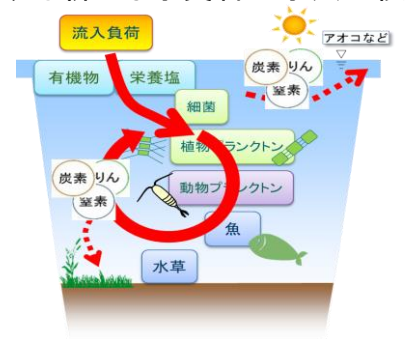 流入負荷
アオコなど
有機物
栄養塩
炭素
りん
窒素
細菌
植物プランクトン
動物プランクトン
炭素
りん
窒素
魚
水草